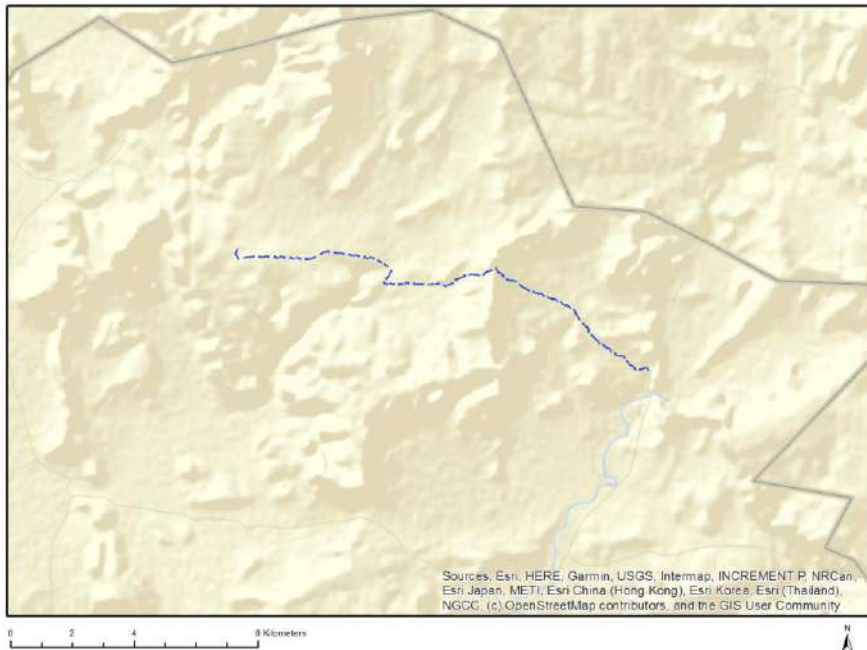 Sources: Esri, HERE, Garmin, USGS, Intermap, INCREMENT P, NRCan,
Esri Japan, METI, Esri China (Hong Kong), Esri Korea, Esri (Thailand),
NGCC, (c) OpenStreetMap contributors, and the GIS User Community
0 2 4 8 Kilometers
N